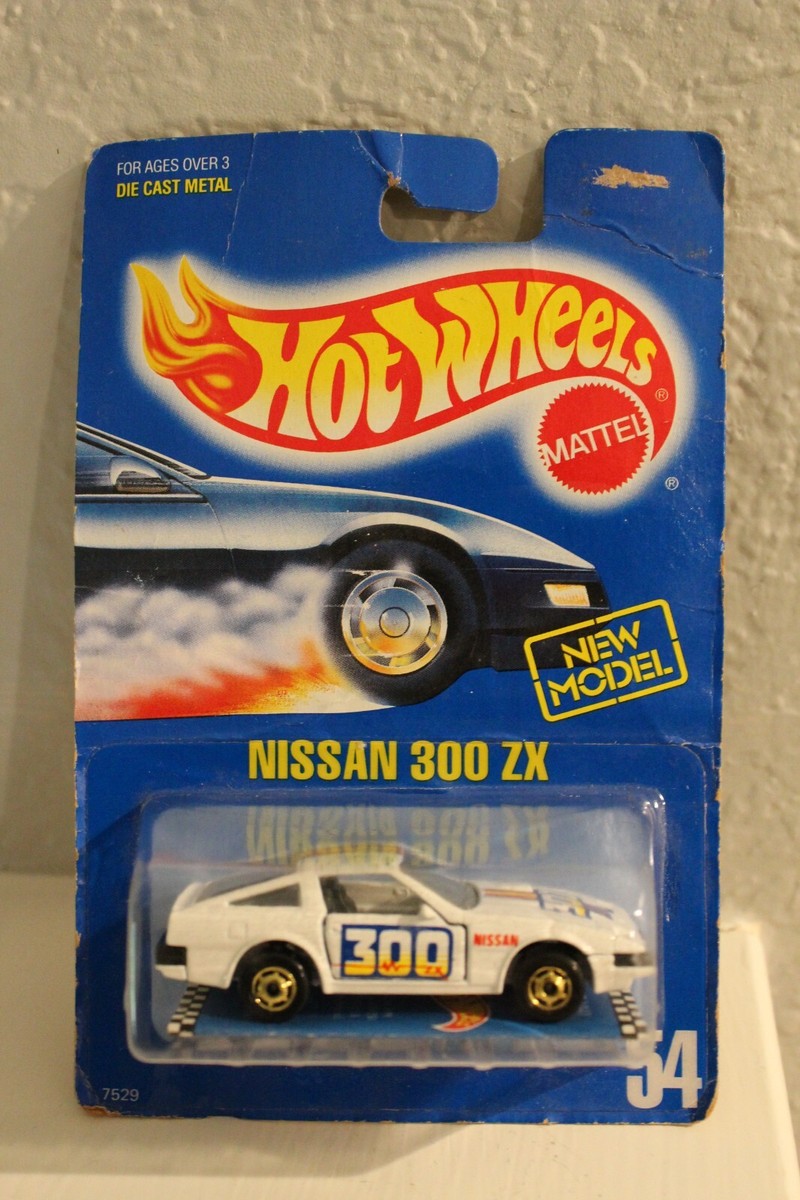 FOR AGES OVER 3
DIE CAST METAL
HOT WHEELS
®
MATTEL
®
NEW
MODEL
NISSAN 300 ZX
300
ZX
NISSAN
54
7529